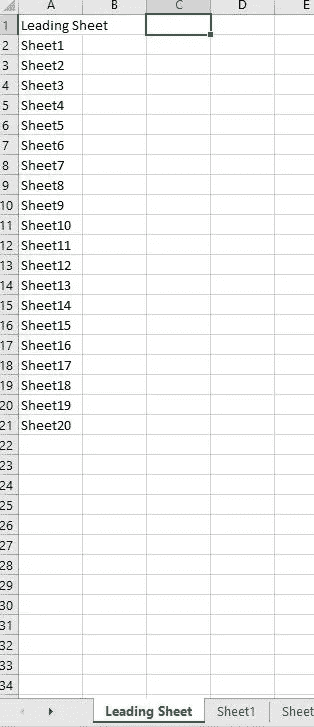 A B C D E
1 Leading Sheet
2 Sheet1
3 Sheet2
4 Sheet3
5 Sheet4
6 Sheet5
7 Sheet6
8 Sheet7
9 Sheet8
10 Sheet9
11 Sheet10
12 Sheet11
13 Sheet12
14 Sheet13
15 Sheet14
16 Sheet15
17 Sheet16
18 Sheet17
19 Sheet18
20 Sheet19
21 Sheet20
22
23
24
25
26
27
28
29
30
31
32
33
34
Leading Sheet Sheet1 Sheet